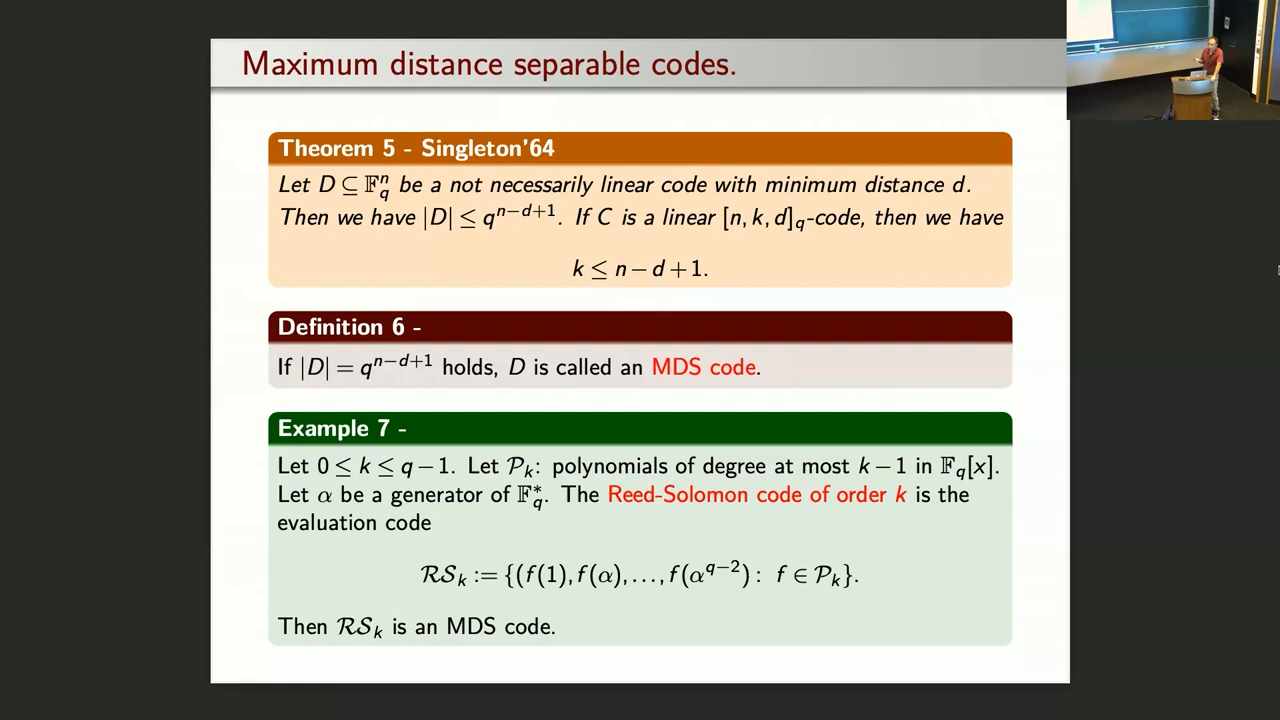 Maximum distance separable codes.
Theorem 5 - Singleton'64
Let D ⊆ 𝔽_q^n be a not necessarily linear code with minimum distance d.
Then we have |D| ≤ q^{n−d+1}. If C is a linear [n, k, d]_q-code, then we have
k ≤ n − d + 1.
Definition 6 -
If |D| = q^{n−d+1} holds, D is called an MDS code.
Example 7 -
Let 0 ≤ k ≤ q − 1. Let 𝒫_k: polynomials of degree at most k − 1 in 𝔽_q[x].
Let α be a generator of 𝔽_q^*. The Reed-Solomon code of order k is the
evaluation code
ℛ𝒮_k := {(f(1), f(α), …, f(α^{q−2}) : f ∈ 𝒫_k}.
Then ℛ𝒮_k is an MDS code.